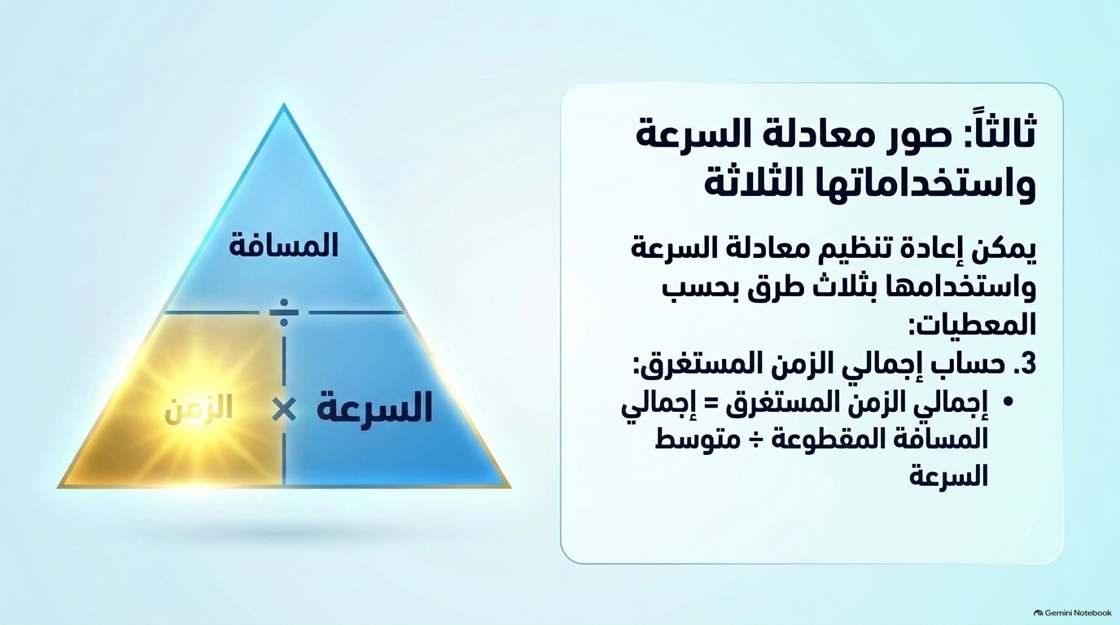 ثالثاً: صور معادلة السرعة
واستخداماتها الثلاثة
يمكن إعادة تنظيم معادلة السرعة
واستخدامها بثلاث طرق بحسب
المعطيات:
3. حساب إجمالي الزمن المستغرق:
• إجمالي الزمن المستغرق = إجمالي
المسافة المقطوعة ÷ متوسط
السرعة
المسافة
÷
السرعة × الزمن
Gemini Notebook